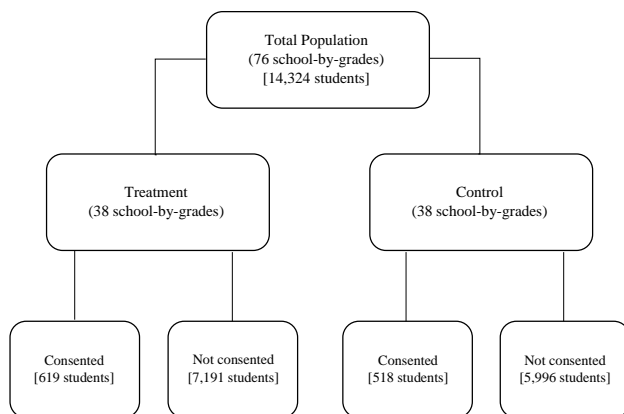 Total Population
(76 school-by-grades)
[14,324 students]
Treatment
(38 school-by-grades)
Control
(38 school-by-grades)
Consented
[619 students]
Not consented
[7,191 students]
Consented
[518 students]
Not consented
[5,996 students]